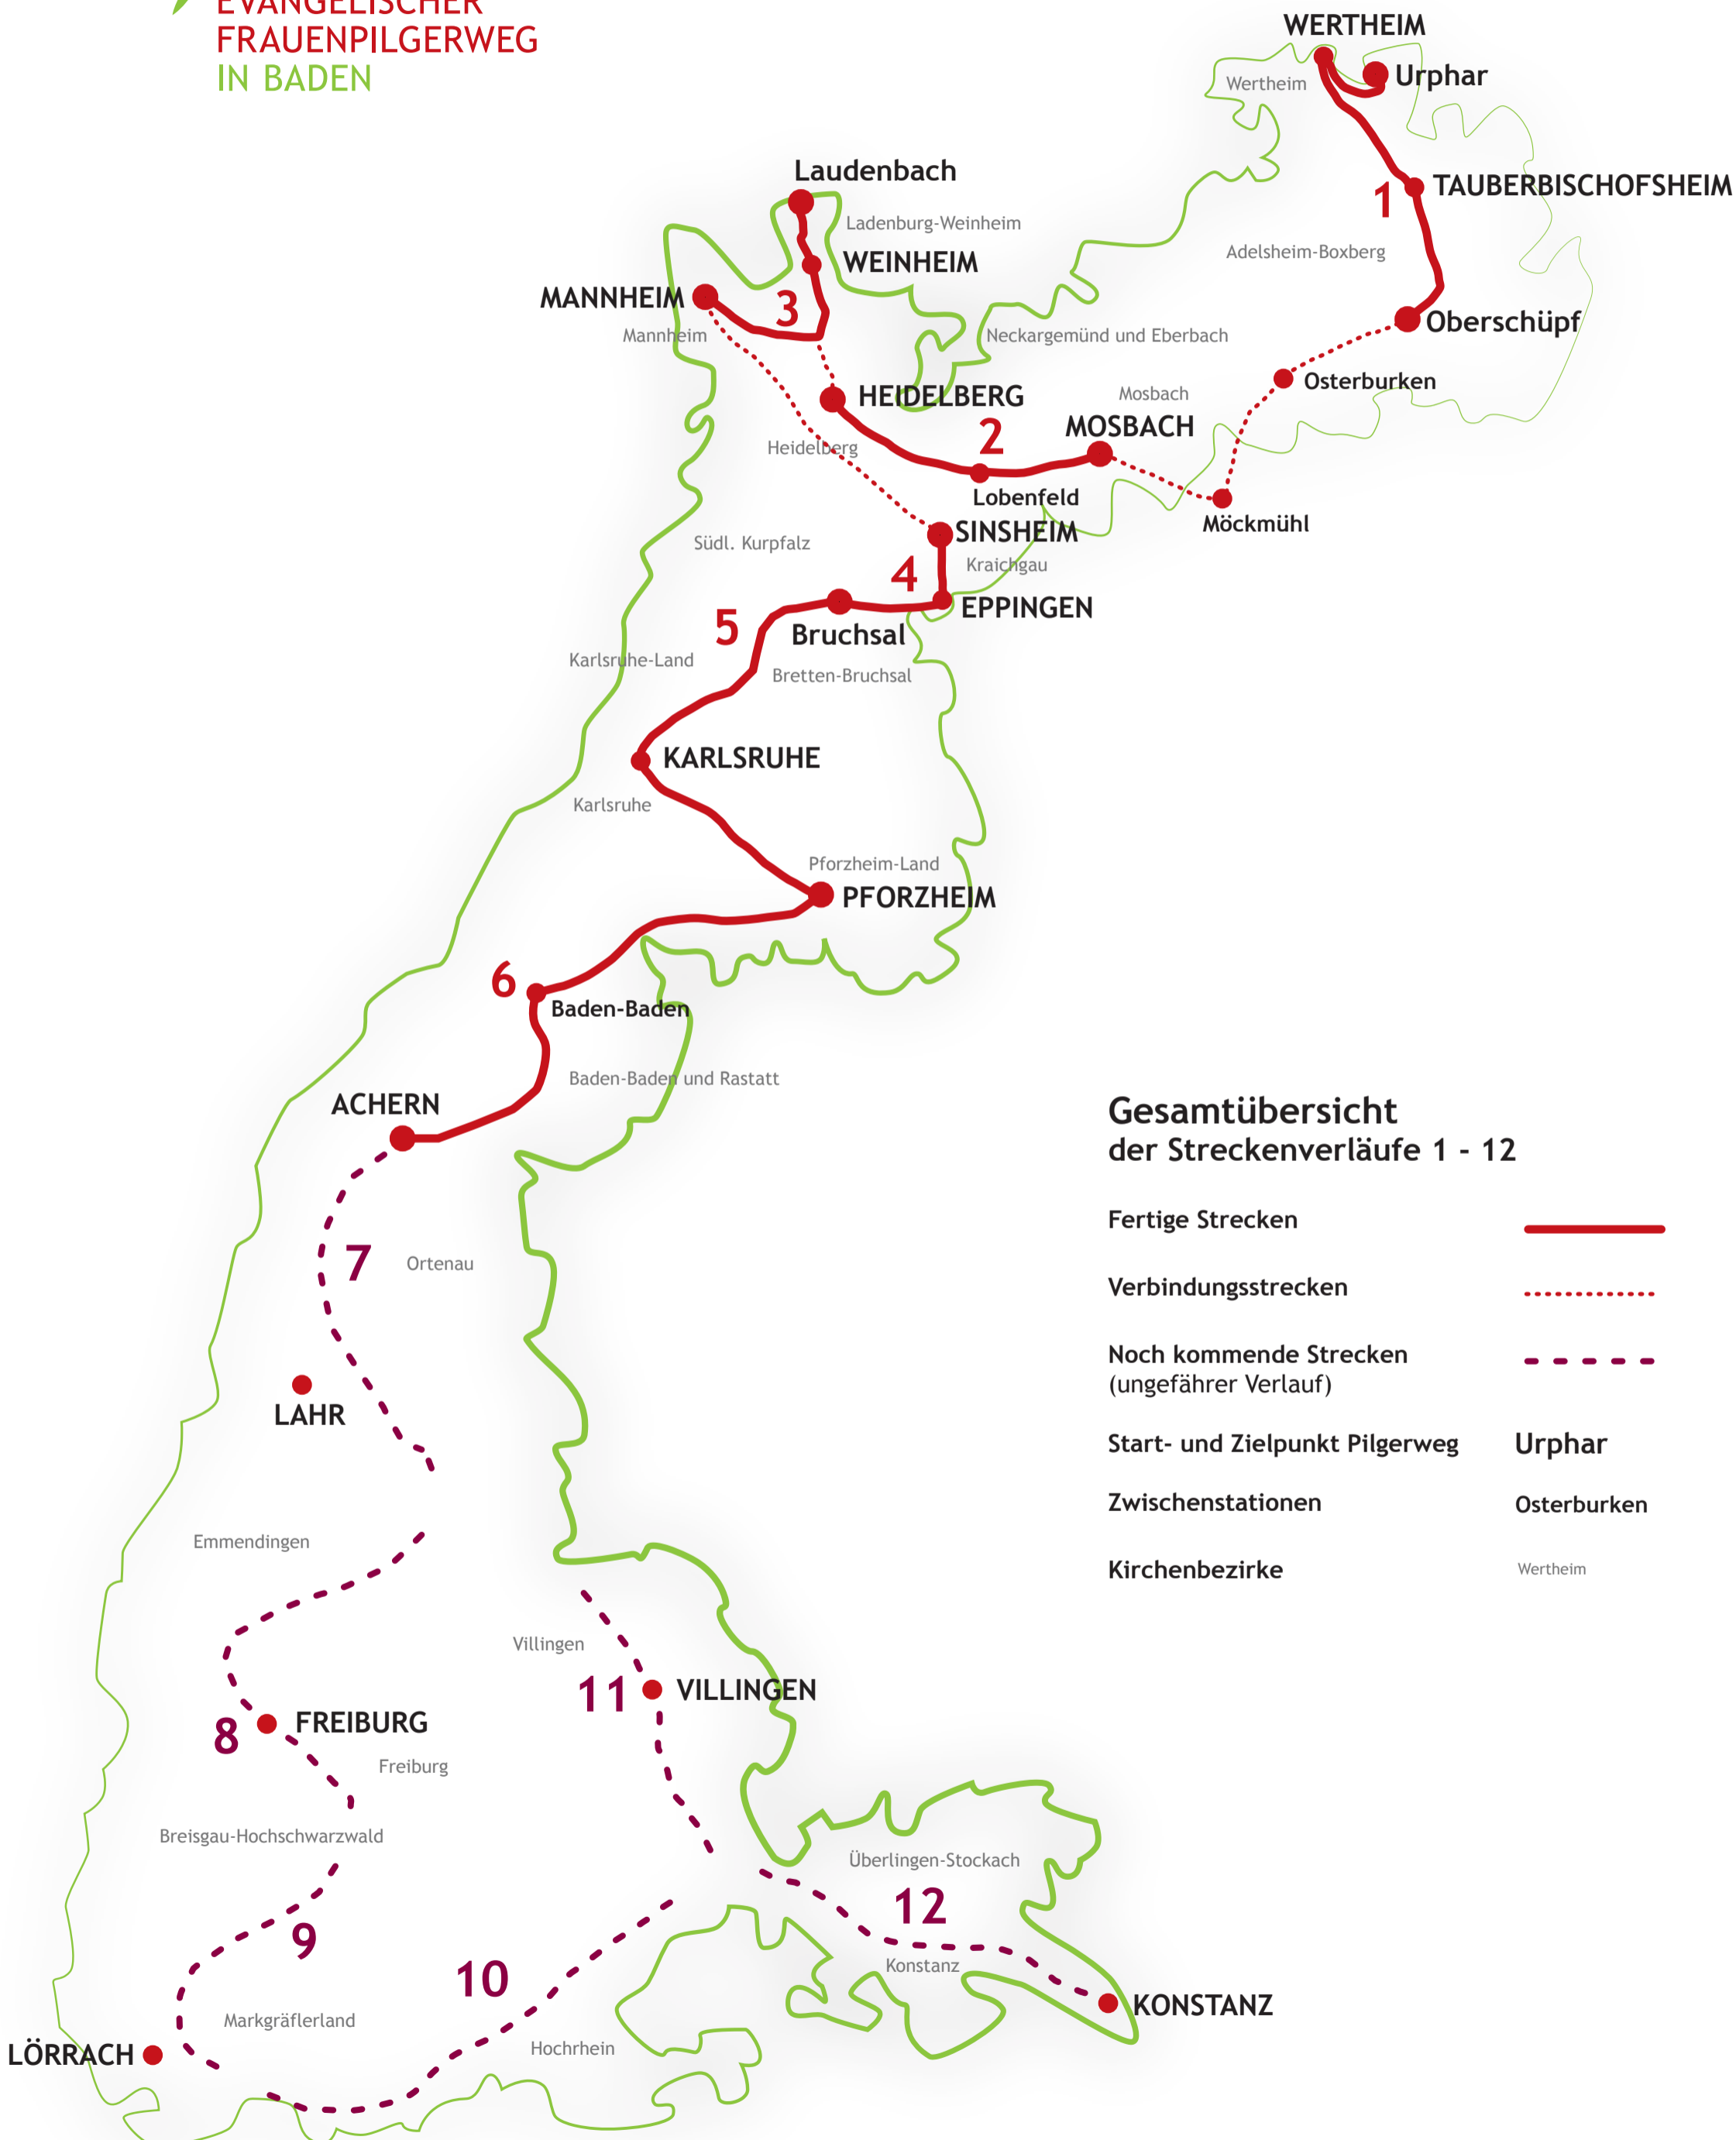 EVANGELISCHER
FRAUENPILGERWEG
IN BADEN
WERTHEIM
Wertheim
Urphar
Laudenbach
TAUBERBISCHOFSHEIM
1
Ladenburg-Weinheim
WEINHEIM
Adelsheim-Boxberg
MANNHEIM
3
Mannheim
Neckargemünd und Eberbach
Oberschüpf
Osterburken
HEIDELBERG
Mosbach
MOSBACH
2
Heidelberg
Lobenfeld
Möckmühl
SINSHEIM
Südl. Kurpfalz
Kraichgau
4
EPPINGEN
5
Bruchsal
Karlsruhe-Land
Bretten-Bruchsal
KARLSRUHE
Karlsruhe
Pforzheim-Land
PFORZHEIM
6
Baden-Baden
Baden-Baden und Rastatt
ACHERN
7
Ortenau
LAHR
Emmendingen
Villingen
11
VILLINGEN
8
FREIBURG
Freiburg
Breisgau-Hochschwarzwald
Überlingen-Stockach
12
9
Konstanz
10
KONSTANZ
Markgräflerland
Hochrhein
LÖRRACH
Gesamtübersicht
der Streckenverläufe 1 - 12
Fertige Strecken
Verbindungsstrecken
Noch kommende Strecken
(ungefährer Verlauf)
Start- und Zielpunkt Pilgerweg Urphar
Zwischenstationen Osterburken
Kirchenbezirke Wertheim